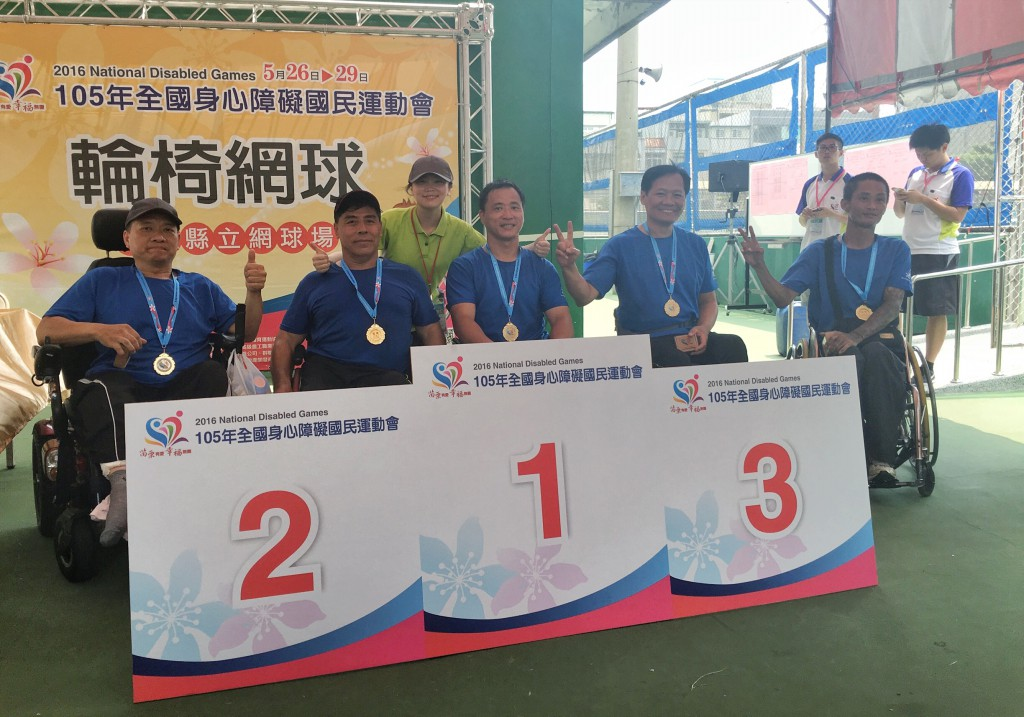 2016 National Disabled Games 5月26日▶29日
105年全國身心障礙國民運動會
輪椅網球
縣立網球場
2016 National Disabled Games
105年全國身心障礙國民運動會
2
2016 National Disabled Games
105年全國身心障礙國民運動會
1
2016 National Disabled Games
105年全國身心障礙國民運動會
3